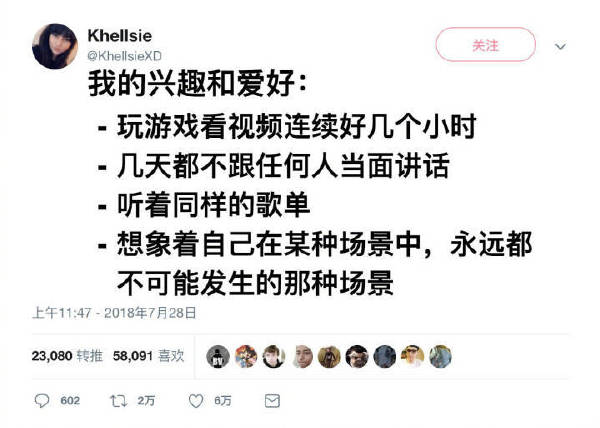 Khellsie
@KhellsieXD
关注
我的兴趣和爱好：
- 玩游戏看视频连续好几个小时
- 几天都不跟任何人当面讲话
- 听着同样的歌单
- 想象着自己在某种场景中，永远都
不可能发生的那种场景
上午11:47 - 2018年7月28日
23,080 转推 58,091 喜欢
602 2万 6万